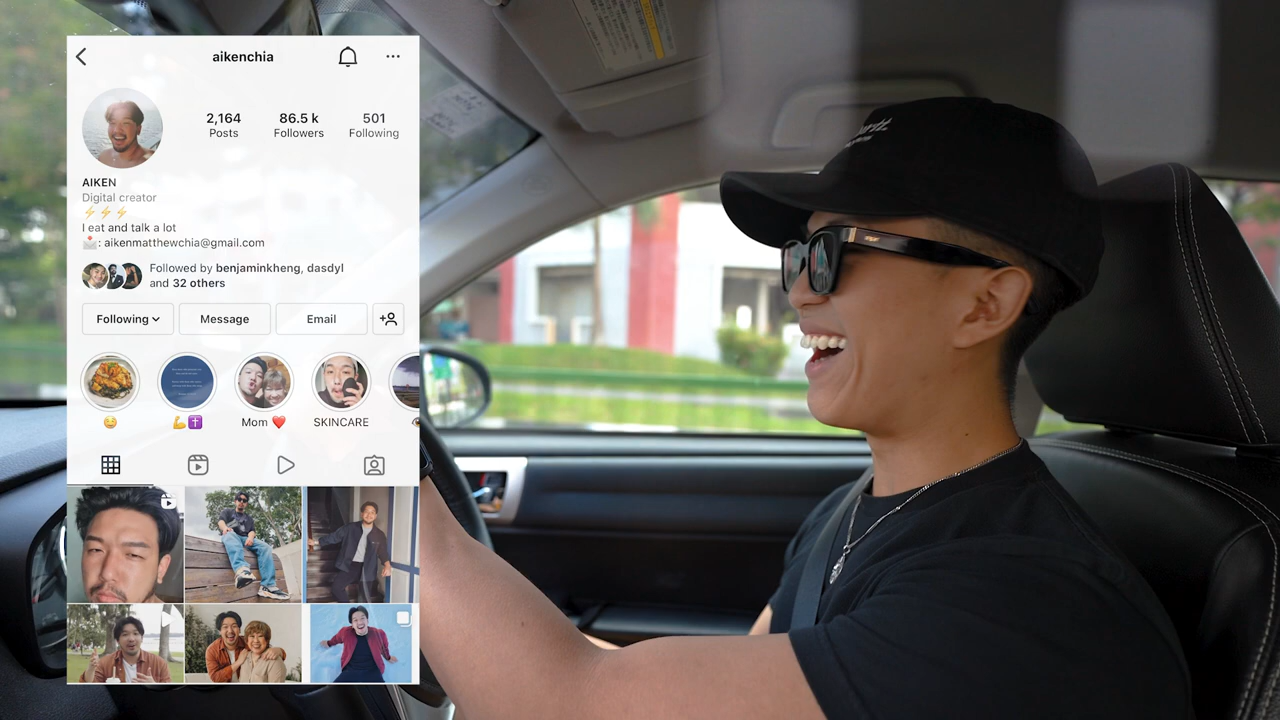 aikenchia
2,164
86.5 k
501
Posts
Followers
Following
AIKEN
Digital creator
⚡⚡⚡
I eat and talk a lot
📩: aikenmatthewchia@gmail.com
Followed by benjaminkheng, dasdyl
and 32 others
Following
Message
Email
🤤
💪✝️
Mom ❤️
SKINCARE